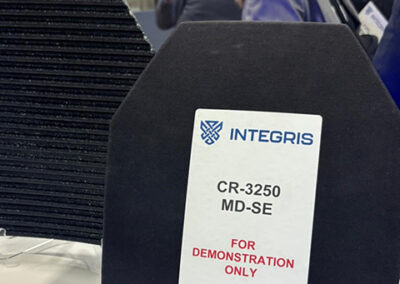 INTEGRIS
CR-3250
MD-SE
FOR
DEMONSTRATION
ONLY